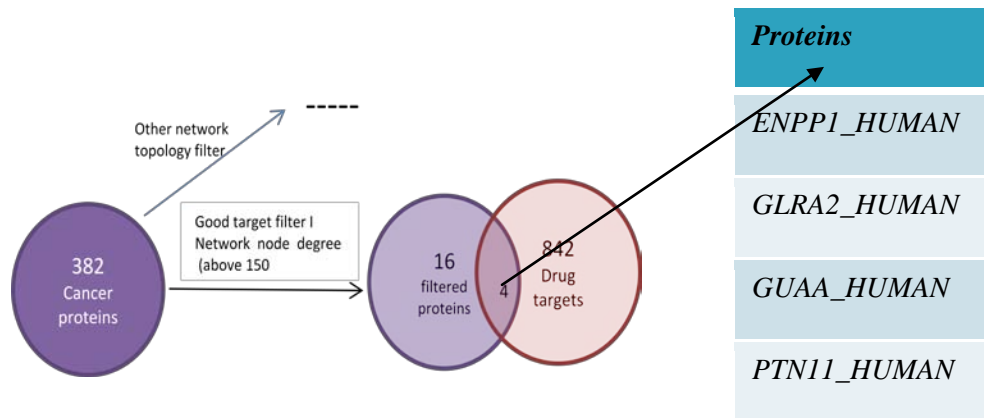 Other network
topology filter
-----
382
Cancer
proteins
Good target filter I
Network node degree
(above 150
16
filtered
proteins
4
842
Drug
targets
Proteins
ENPP1_HUMAN
GLRA2_HUMAN
GUAA_HUMAN
PTN11_HUMAN